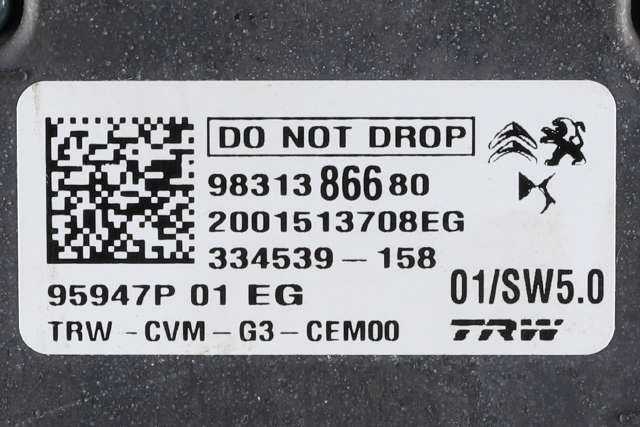 DO NOT DROP
98313 866 80
2001513708EG
334539-158
95947P 01 EG
01/SW5.0
TRW-CVM-G3-CEM00
TRW